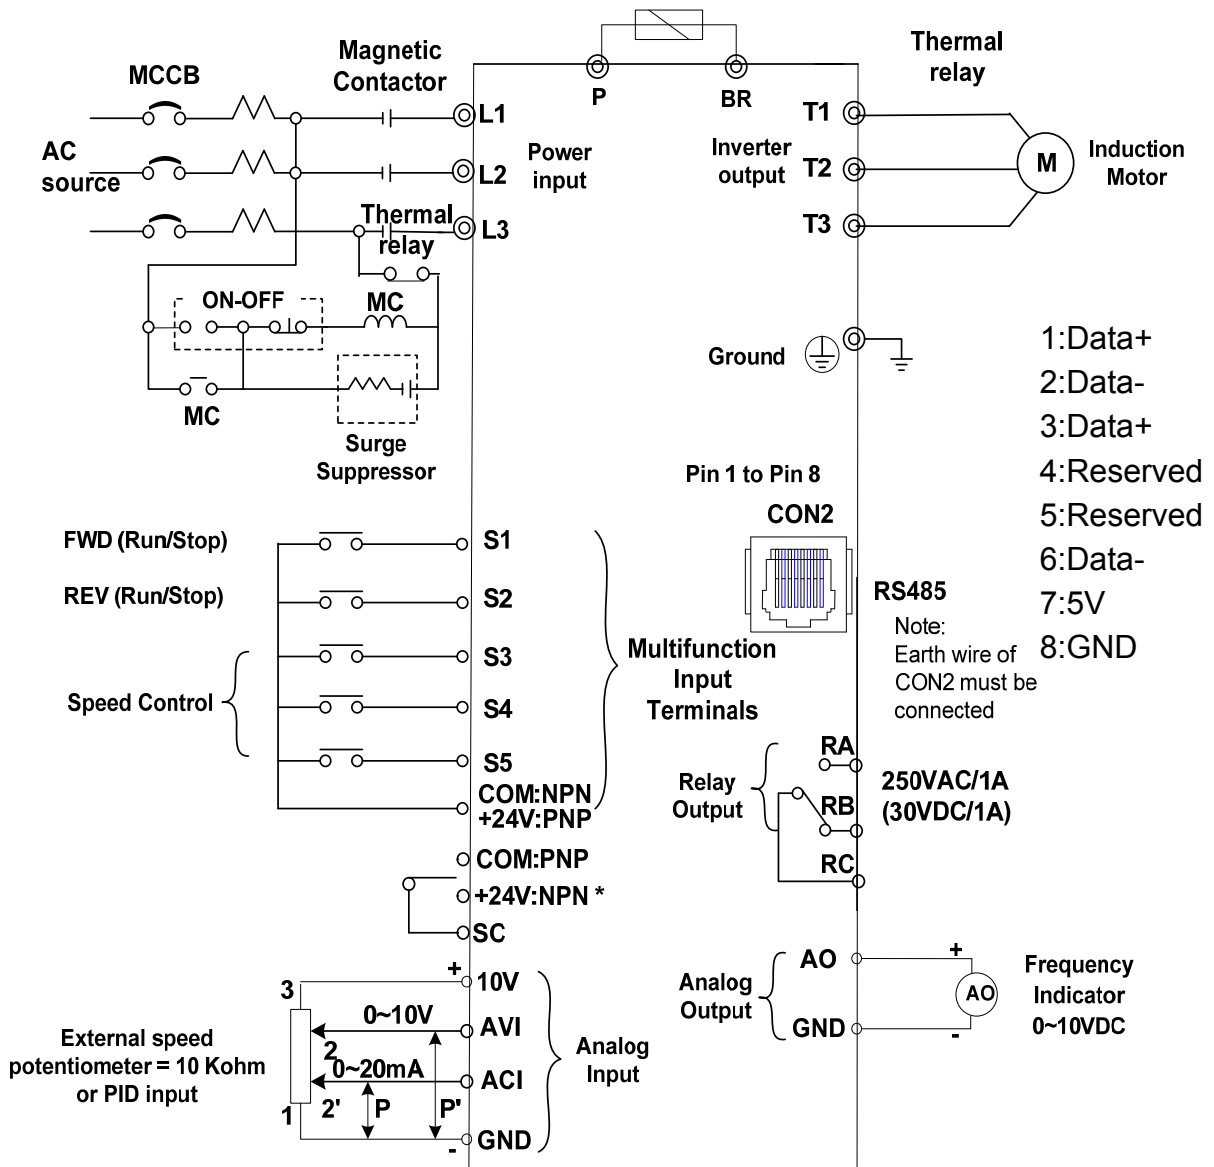 Magnetic
Contactor
MCCB
AC
source
L1
L2
L3
Power
input
P
BR
Thermal
relay
T1
T2
T3
Inverter
output
M
Induction
Motor
Thermal
relay
ON-OFF
MC
MC
Surge
Suppressor
Ground
1:Data+
2:Data-
3:Data+
4:Reserved
5:Reserved
6:Data-
7:5V
8:GND
Pin 1 to Pin 8
CON2
RS485
Note:
Earth wire of
CON2 must be
connected
FWD (Run/Stop)
REV (Run/Stop)
Speed Control
S1
S2
S3
S4
S5
COM:NPN
+24V:PNP
COM:PNP
+24V:NPN *
SC
Multifunction
Input
Terminals
Relay
Output
RA
RB
RC
250VAC/1A
(30VDC/1A)
External speed
potentiometer = 10 Kohm
or PID input
3
2
2'
1
0~10V
0~20mA
P
P'
+
10V
AVI
ACI
-
GND
Analog
Input
Analog
Output
AO
GND
+
AO
-
Frequency
Indicator
0~10VDC